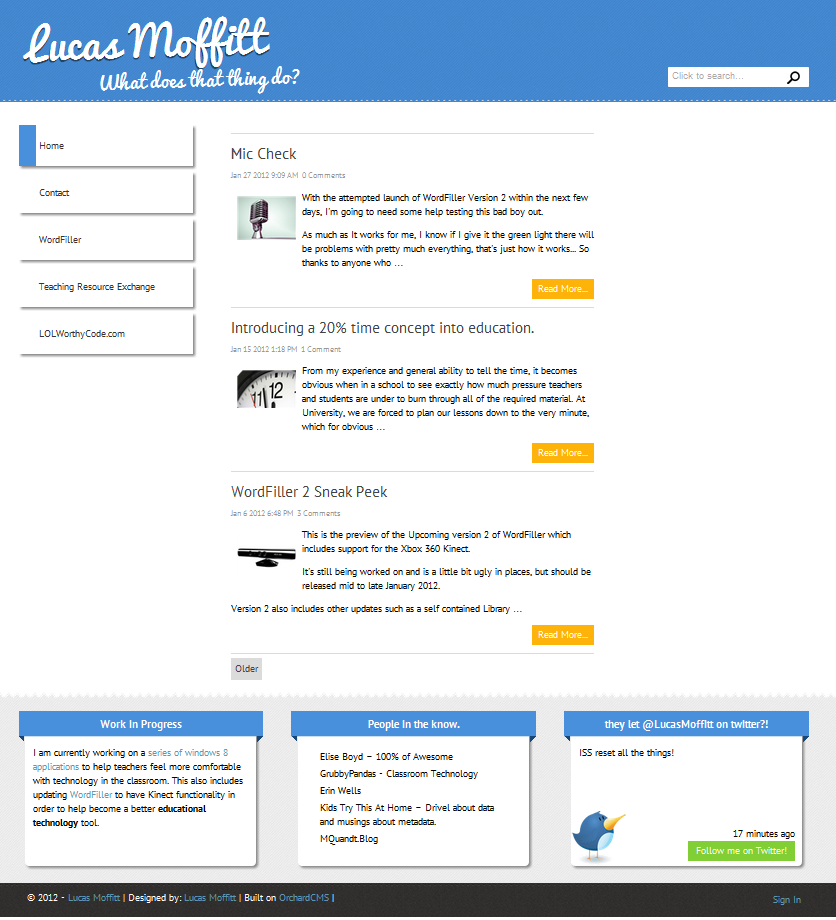 Lucas Moffitt
What does that thing do?
Click to search...
Home
Contact
WordFiller
Teaching Resource Exchange
LOLWorthyCode.com
Mic Check
Jan 27 2012 9:09 AM 0 Comments
With the attempted launch of WordFiller Version 2 within the next few
days, I'm going to need some help testing this bad boy out.
As much as It works for me, I know if I give it the green light there will
be problems with pretty much everything, that's just how it works... So
thanks to anyone who ...
Read More...
Introducing a 20% time concept into education.
Jan 15 2012 1:18 PM 1 Comment
From my experience and general ability to tell the time, it becomes
obvious when in a school to see exactly how much pressure teachers
and students are under to burn through all of the required material. At
University, we are forced to plan our lessons down to the very minute,
which for obvious ...
Read More...
WordFiller 2 Sneak Peek
Jan 6 2012 6:48 PM 3 Comments
This is the preview of the Upcoming version 2 of WordFiller which
includes support for the Xbox 360 Kinect.
It's still being worked on and is a little bit ugly in places, but should be
released mid to late January 2012.
Version 2 also includes other updates such as a self contained Library ...
Read More...
Older
Work In Progress
I am currently working on a series of windows 8
applications to help teachers feel more comfortable
with technology in the classroom. This also includes
updating WordFiller to have Kinect functionality in
order to help become a better educational
technology tool.
People In the know.
Elise Boyd – 100% of Awesome
GrubbyPandas - Classroom Technology
Erin Wells
Kids Try This At Home – Drivel about data
and musings about metadata.
MQuandt.Blog
they let @LucasMoffitt on twitter?!
ISS reset all the things!
17 minutes ago
Follow me on Twitter!
© 2012 - Lucas Moffitt | Designed by: Lucas Moffitt | Built on OrchardCMS |
Sign In